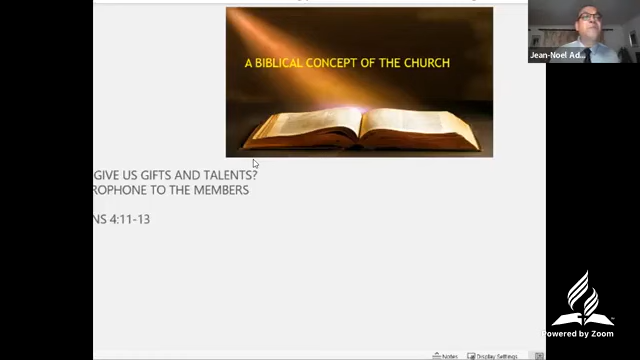 A BIBLICAL CONCEPT OF THE CHURCH
Jean-Noel Ad...
GIVE US GIFTS AND TALENTS?
ROPHONE TO THE MEMBERS
NS 4:11-13
Powered by Zoom
Notes
Display Settings